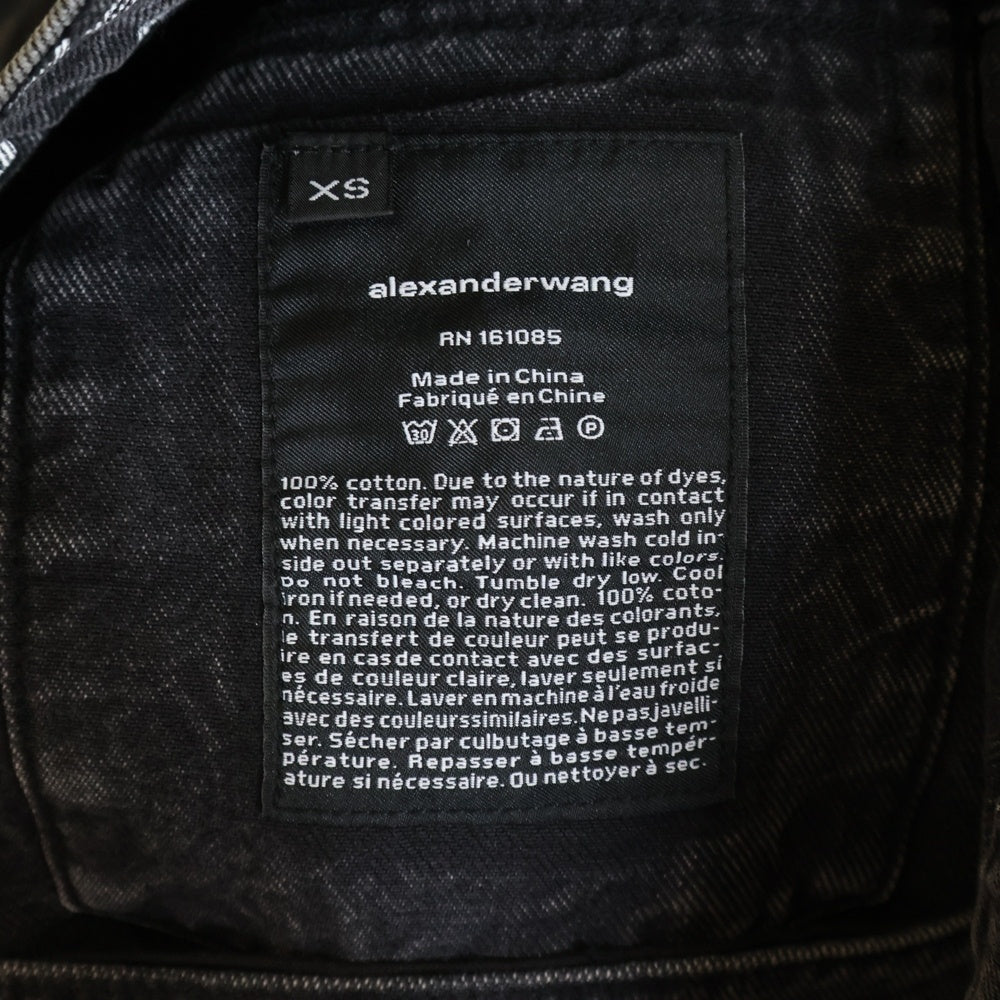 XS
alexanderwang
RN 161085
Made in China
Fabriqué en Chine
30 P
100% cotton. Due to the nature of dyes,
color transfer may occur if in contact
with light colored surfaces, wash only
when necessary. Machine wash cold in-
side out separately or with like colors.
Do not bleach. Tumble dry low. Cool
iron if needed, or dry clean. 100% coto-
n. En raison de la nature des colorants,
le transfert de couleur peut se produ-
ire en cas de contact avec des surfac-
es de couleur claire, laver seulement si
nécessaire. Laver en machine à l'eau froide
avec des couleurs similaires. Ne pas javelli-
ser. Sécher par culbutage à basse tem-
pérature. Repasser à basse tempér-
ature si nécessaire. Ou nettoyer à sec.